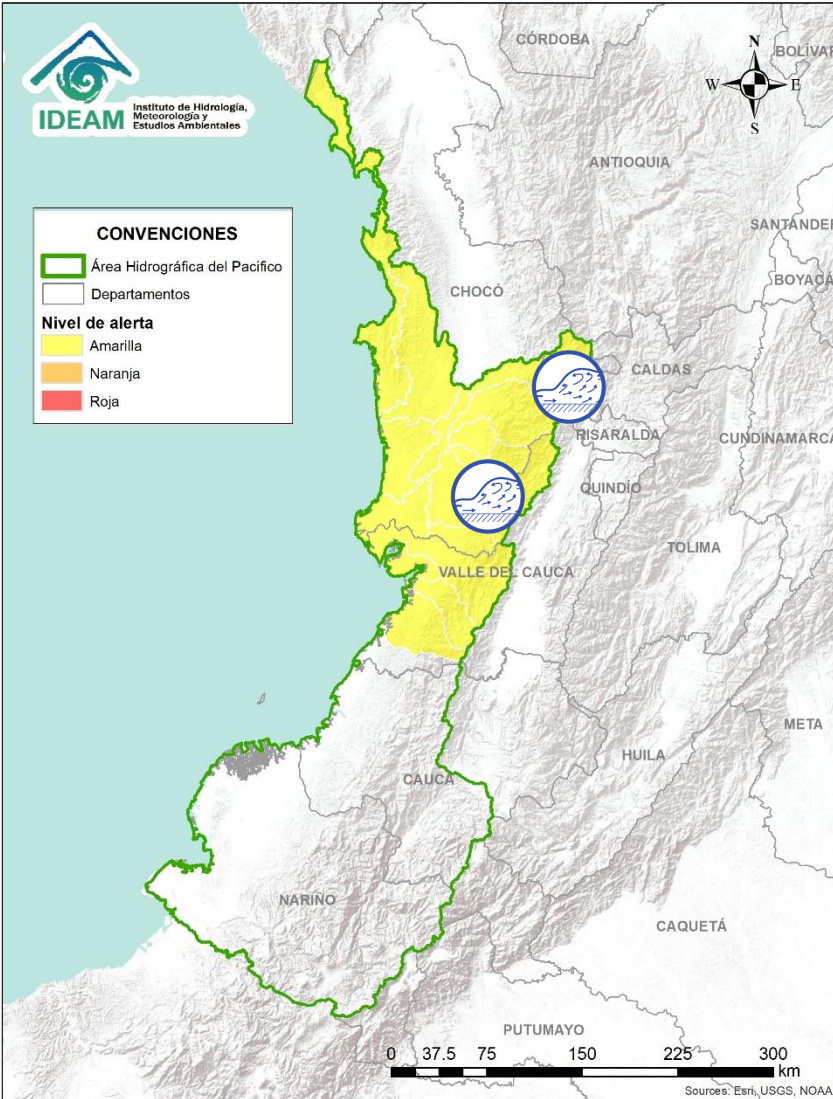 IDEAM
Instituto de Hidrología,
Meteorología y
Estudios Ambientales
CONVENCIONES
Área Hidrográfica del Pacifico
Departamentos
Nivel de alerta
Amarilla
Naranja
Roja
N
W
E
S
CÓRDOBA
BOLÍVAR
ANTIOQUIA
SANTANDER
BOYACÁ
CHOCÓ
CALDAS
RISARALDA
CUNDINAMARCA
QUINDÍO
TOLIMA
VALLE DEL CAUCA
META
HUILA
CAUCA
NARIÑO
CAQUETÁ
PUTUMAYO
0 37.5 75 150 225 300
km
Sources: Esri, USGS, NOAA